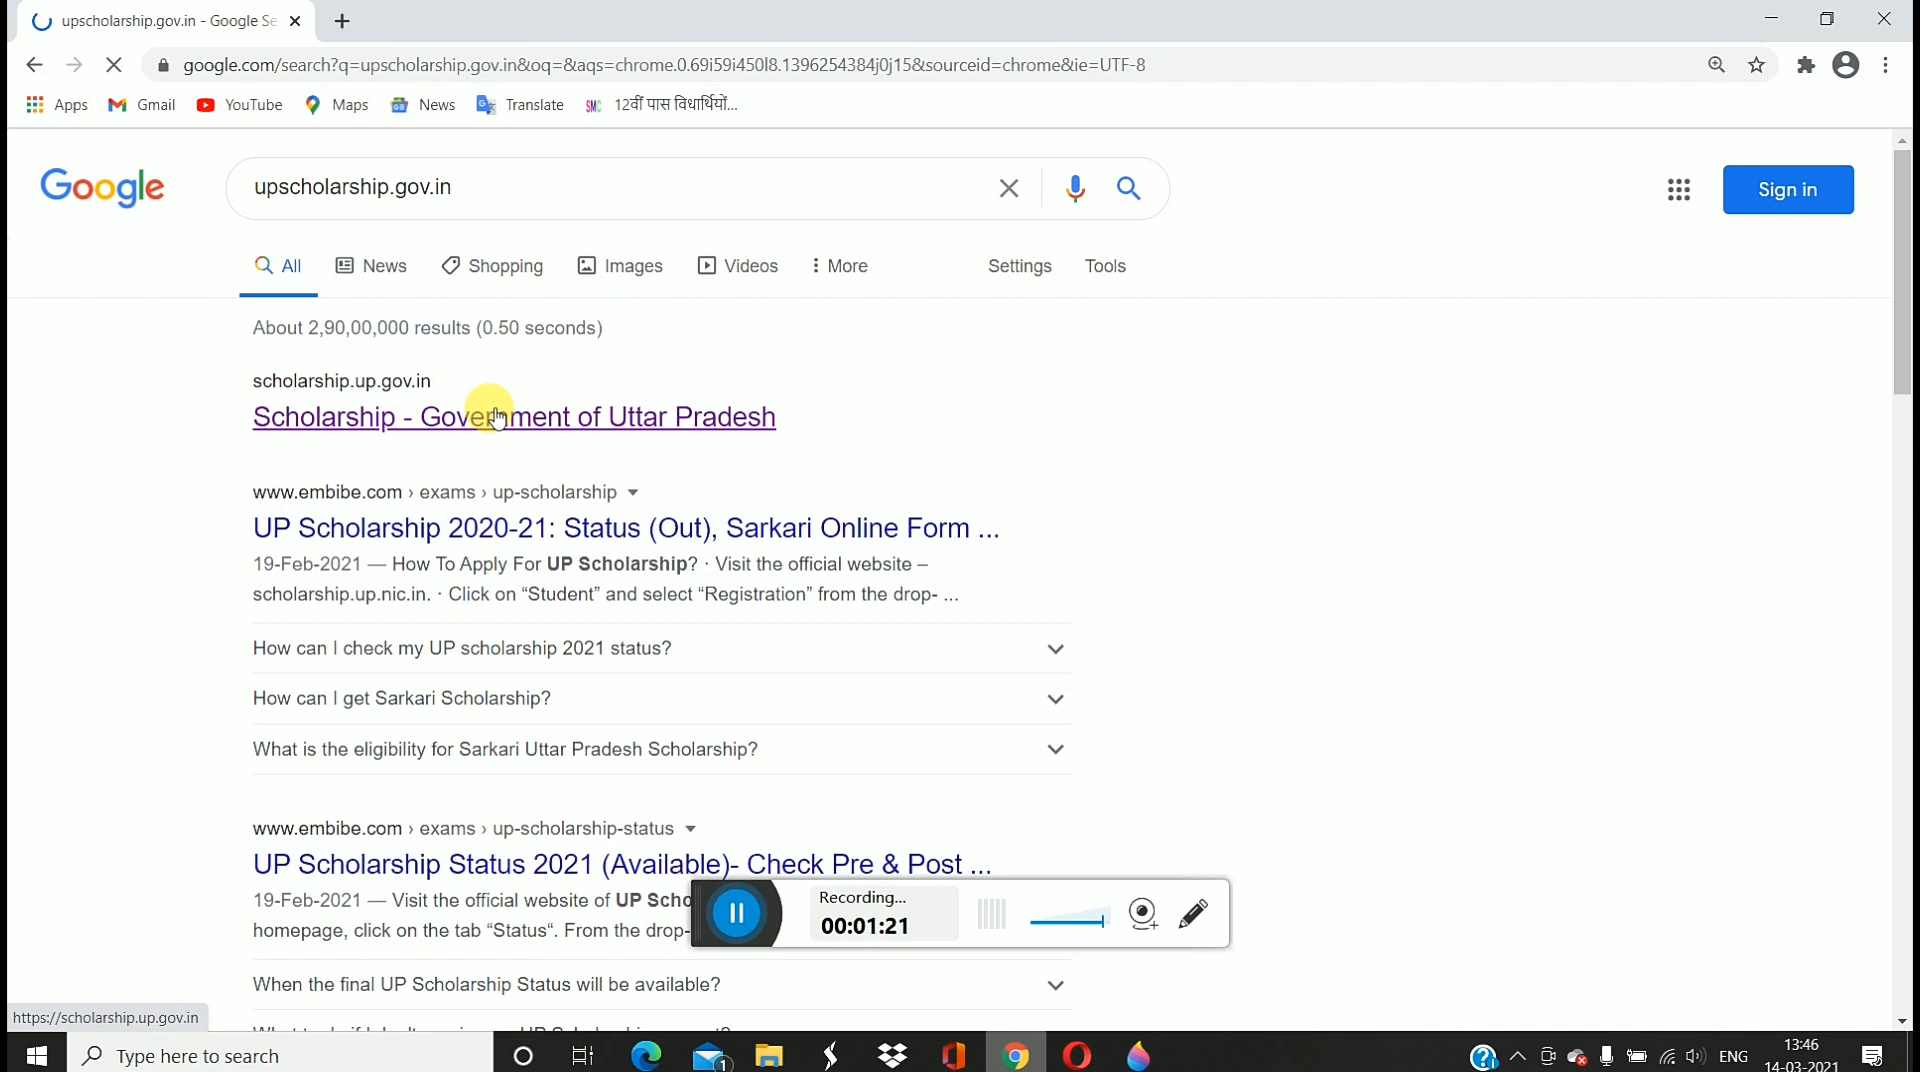 upscholarship.gov.in - Google Se
google.com/search?q=upscholarship.gov.in&oq=&aqs=chrome.0.69i59i450l8.1396254384j0j15&sourceid=chrome&ie=UTF-8
Apps Gmail YouTube Maps News Translate SMC 12वीं पास विधार्थियों...
Google
upscholarship.gov.in
Sign in
All News Shopping Images Videos More Settings Tools
About 2,90,00,000 results (0.50 seconds)
scholarship.up.gov.in
Scholarship - Government of Uttar Pradesh
www.embibe.com › exams › up-scholarship
UP Scholarship 2020-21: Status (Out), Sarkari Online Form ...
19-Feb-2021 — How To Apply For UP Scholarship? · Visit the official website –
scholarship.up.nic.in. · Click on “Student” and select “Registration” from the drop- ...
How can I check my UP scholarship 2021 status?
How can I get Sarkari Scholarship?
What is the eligibility for Sarkari Uttar Pradesh Scholarship?
www.embibe.com › exams › up-scholarship-status
UP Scholarship Status 2021 (Available)- Check Pre & Post ...
19-Feb-2021 — Visit the official website of UP Scho
homepage, click on the tab “Status“. From the drop-
Recording...
00:01:21
When the final UP Scholarship Status will be available?
https://scholarship.up.gov.in
Type here to search
1
ENG
13:46
14-03-2021